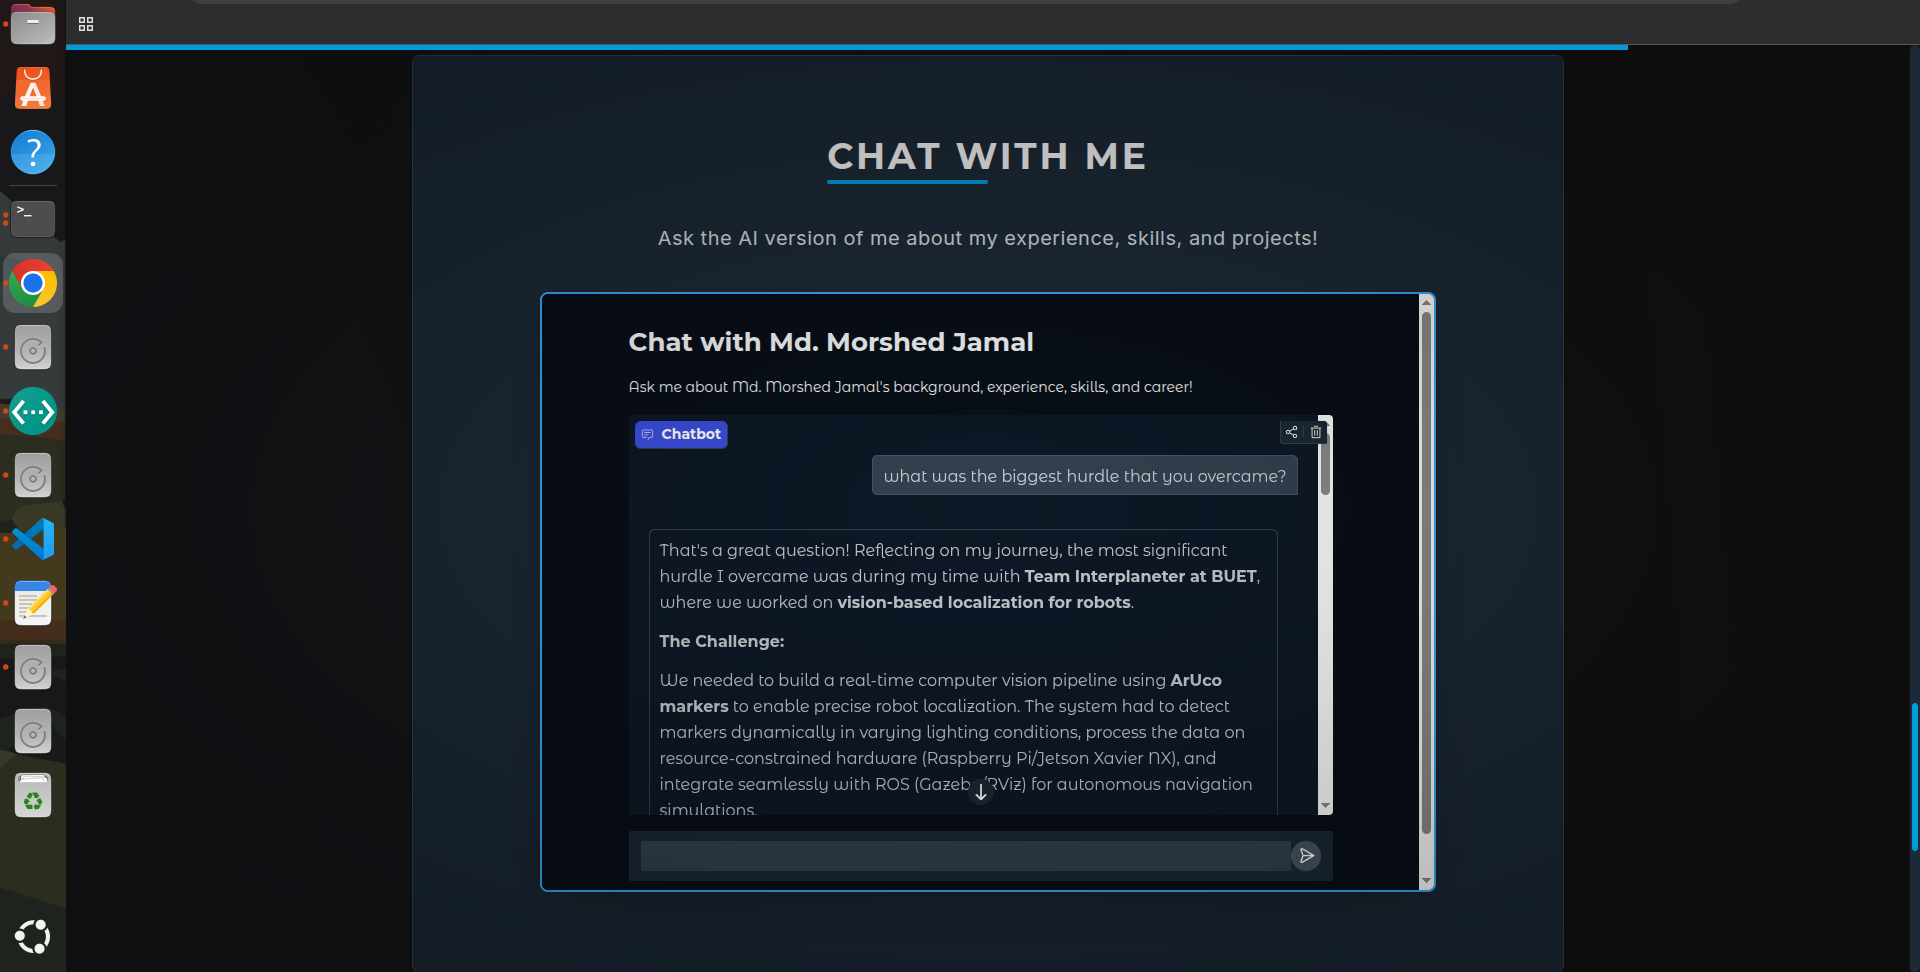 CHAT WITH ME
Ask the AI version of me about my experience, skills, and projects!
Chat with Md. Morshed Jamal
Ask me about Md. Morshed Jamal's background, experience, skills, and career!
Chatbot
what was the biggest hurdle that you overcame?
That's a great question! Reflecting on my journey, the most significant
hurdle I overcame was during my time with Team Interplaneter at BUET,
where we worked on vision-based localization for robots.
The Challenge:
We needed to build a real-time computer vision pipeline using ArUco
markers to enable precise robot localization. The system had to detect
markers dynamically in varying lighting conditions, process the data on
resource-constrained hardware (Raspberry Pi/Jetson Xavier NX), and
integrate seamlessly with ROS (Gazebo/RViz) for autonomous navigation
simulations.